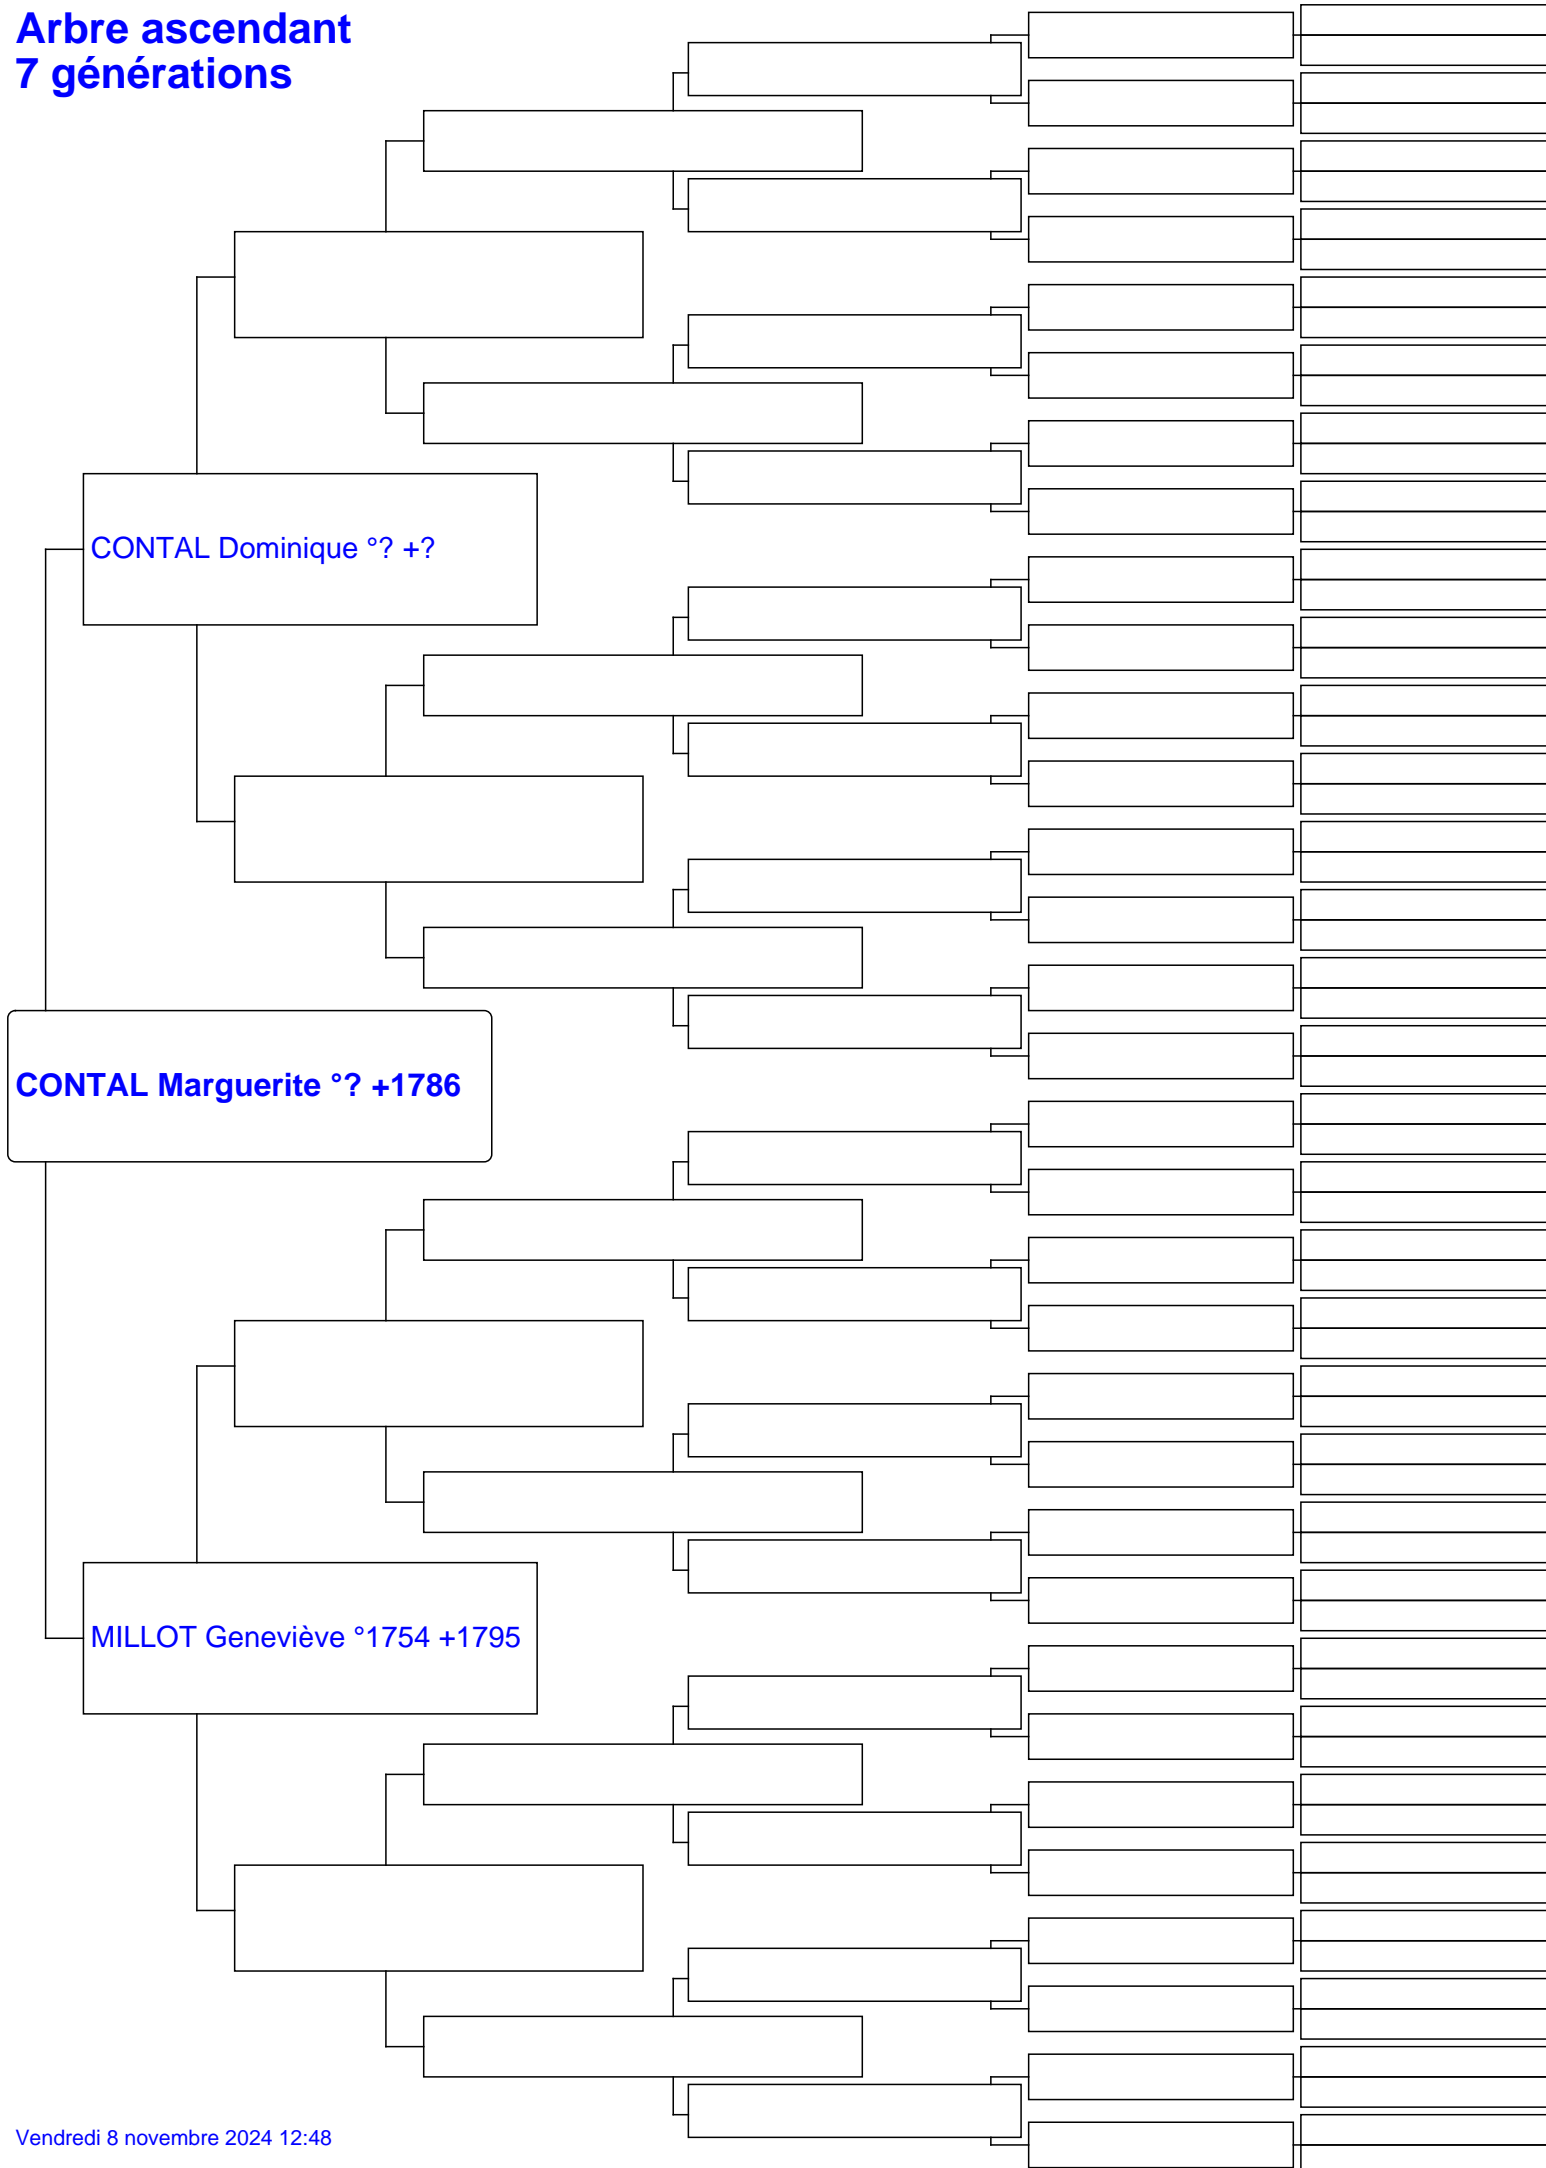 Arbre ascendant
7 générations
CONTAL Dominique °? +?
CONTAL Marguerite °? +1786
MILLOT Geneviève °1754 +1795
Vendredi 8 novembre 2024 12:48